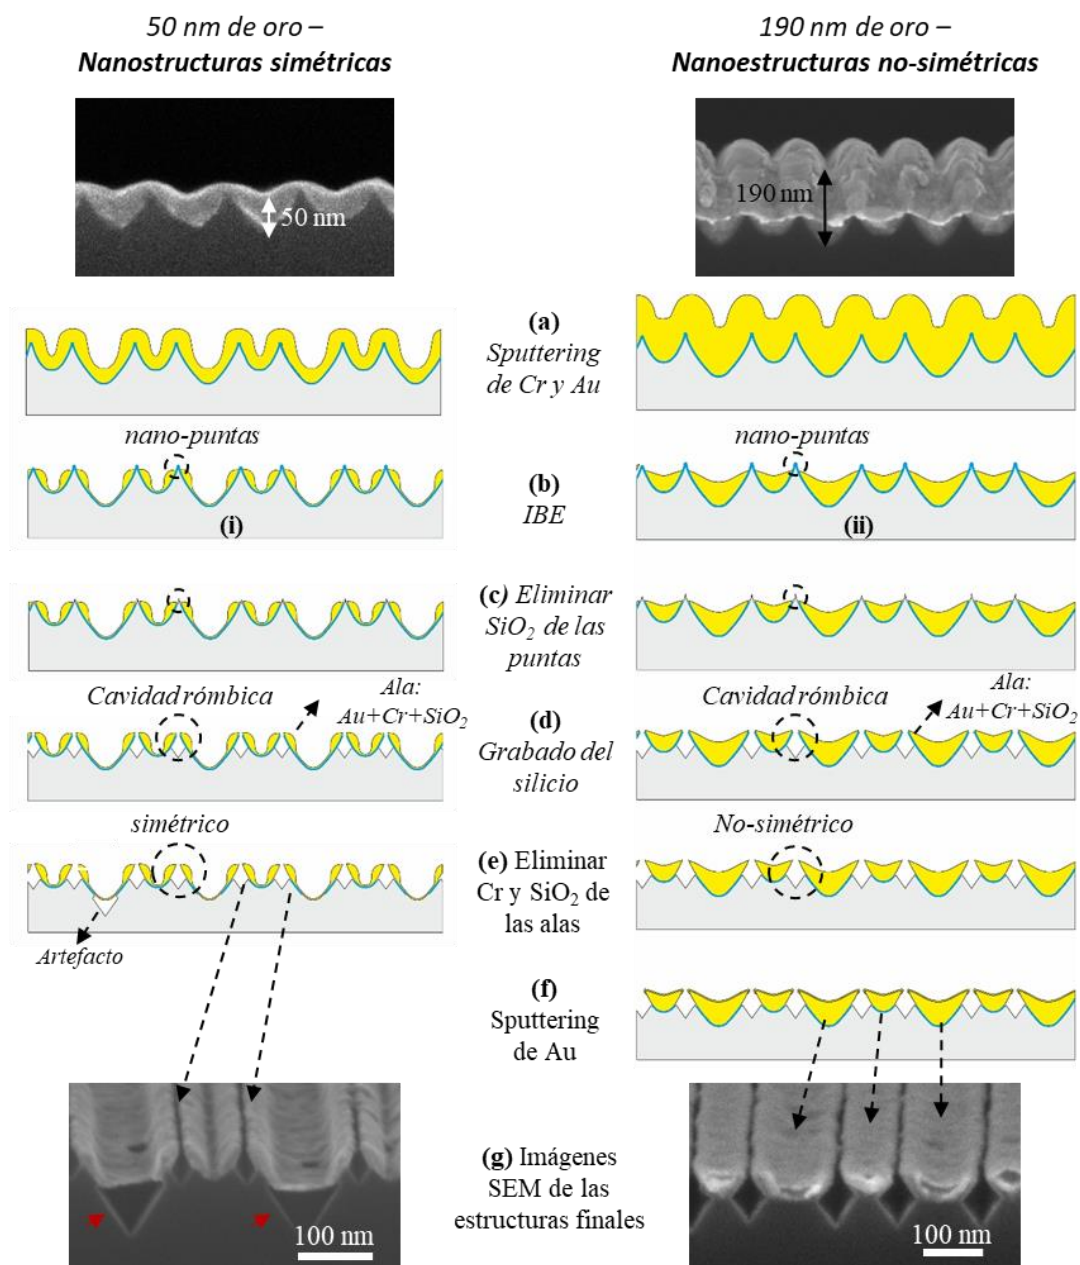 50 nm de oro –
Nanostructuras simétricas
190 nm de oro –
Nanoestructuras no-simétricas
50 nm
190 nm
(a)
Sputtering
de Cr y Au
nano-puntas
nano-puntas
(b)
IBE
(i)
(ii)
(c) Eliminar
SiO₂ de las
puntas
Cavidad rómbica
Ala:
Au+Cr+SiO₂
(d)
Grabado del
silicio
Cavidad rómbica
Ala:
Au+Cr+SiO₂
simétrico
No-simétrico
(e) Eliminar
Cr y SiO₂ de
las alas
Artefacto
(f)
Sputtering
de Au
(g) Imágenes
SEM de las
estructuras finales
100 nm
100 nm